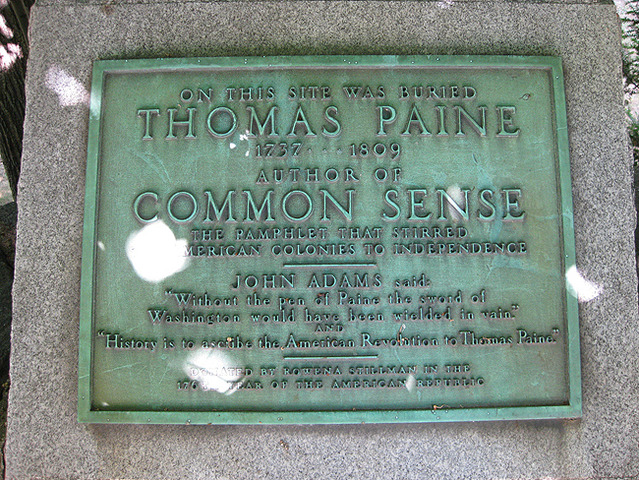 ON THIS SITE WAS BURIED
THOMAS PAINE
1737 · · · 1809
AUTHOR OF
COMMON SENSE
THE PAMPHLET THAT STIRRED
AMERICAN COLONIES TO INDEPENDENCE
JOHN ADAMS said:
"Without the pen of Paine the sword of
Washington would have been wielded in vain."
AND
"History is to ascribe the American Revolution to Thomas Paine."
DONATED BY ROWENA STILLMAN IN THE
YEAR OF THE AMERICAN REPUBLIC